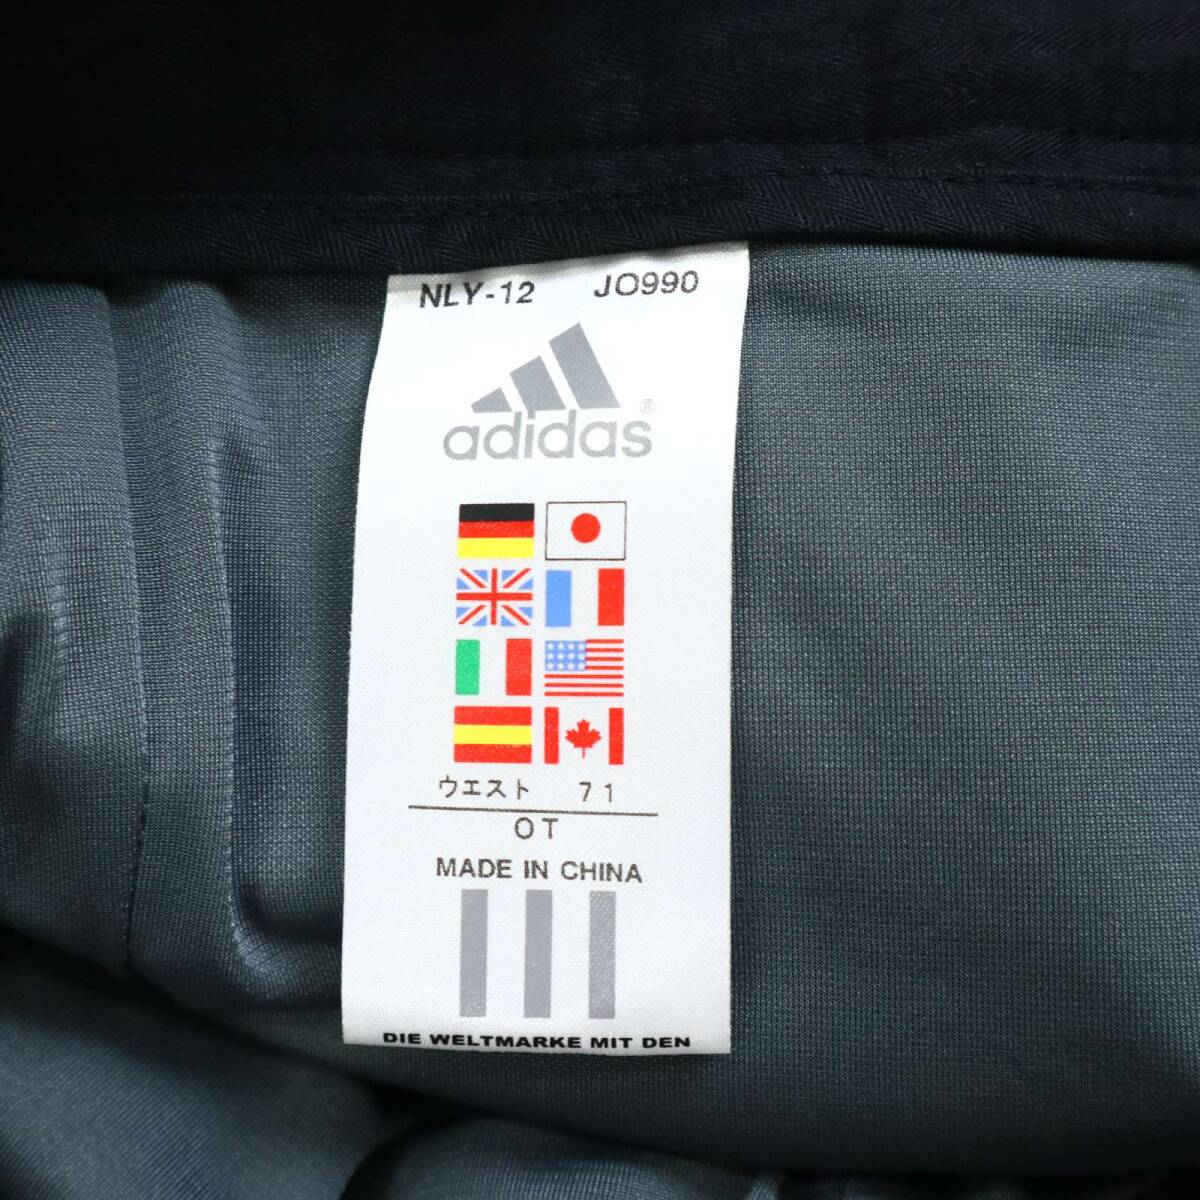 NLY-12 JO990
adidas®
ウエスト 71
OT
MADE IN CHINA
DIE WELTMARKE MIT DEN